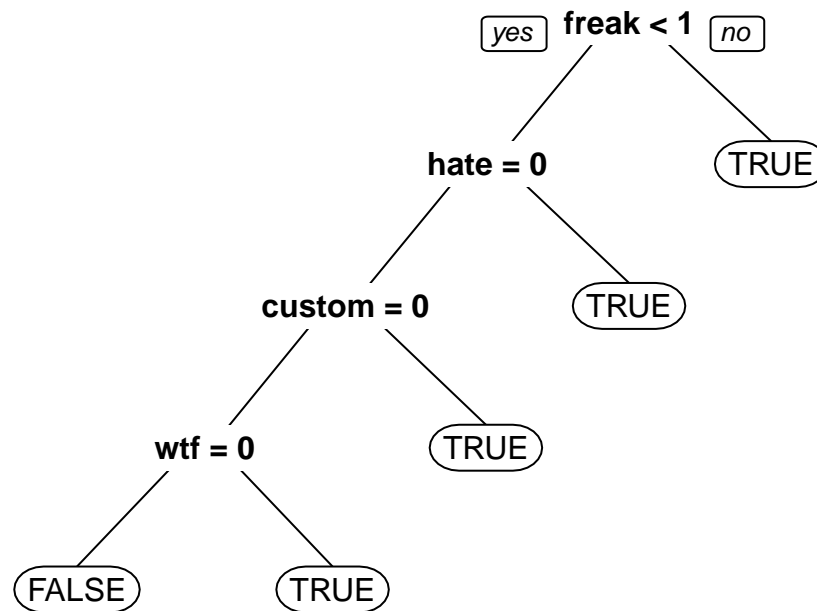 yes freak < 1 no
hate = 0 TRUE
custom = 0 TRUE
wtf = 0 TRUE
FALSE TRUE